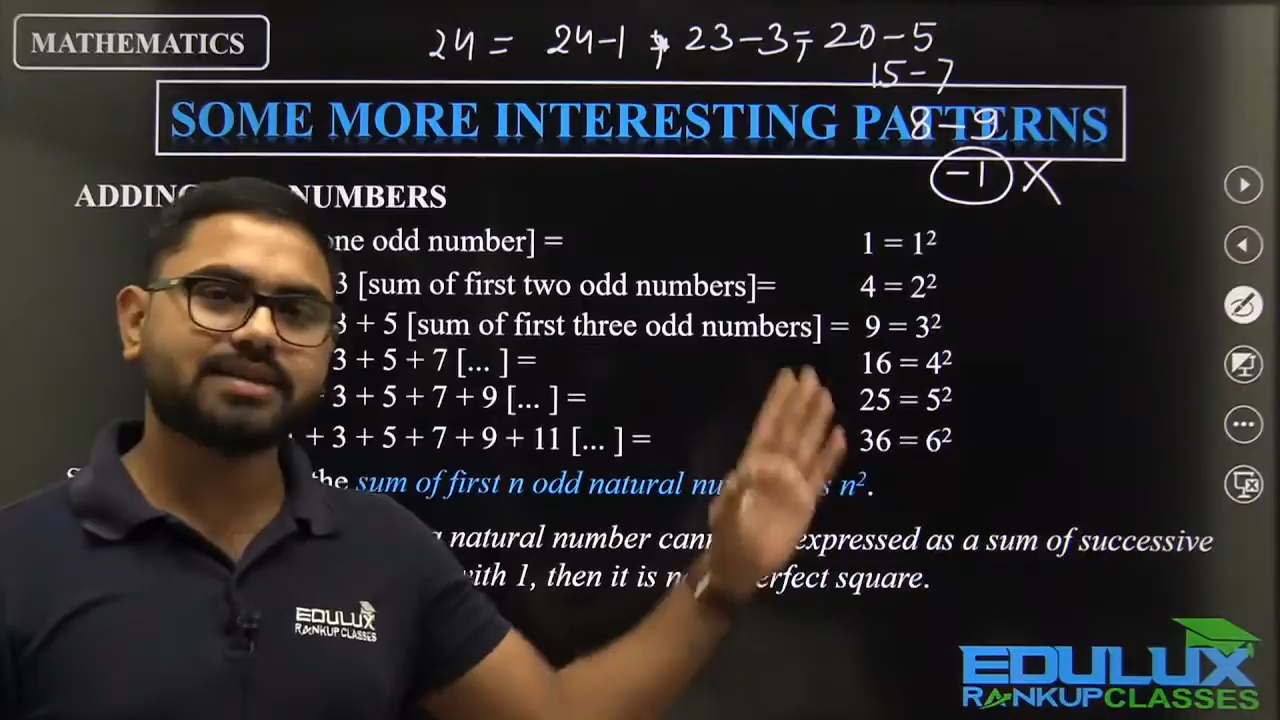 MATHEMATICS
24 = 24-1 , 23-3 = 20-5
15-7
8-9
-1 X
SOME MORE INTERESTING PATTERNS
ADDING NUMBERS
one odd number] = 1 = 1²
3 [sum of first two odd numbers]= 4 = 2²
3 + 5 [sum of first three odd numbers] = 9 = 3²
3 + 5 + 7 [... ] = 16 = 4²
3 + 5 + 7 + 9 [... ] = 25 = 5²
+ 3 + 5 + 7 + 9 + 11 [... ] = 36 = 6²
the sum of first n odd natural n².
natural number expressed as a sum of successive
with 1, then it is square.
EDULUX
RANKUP CLASSES
EDULUX
RANKUPCLASSES